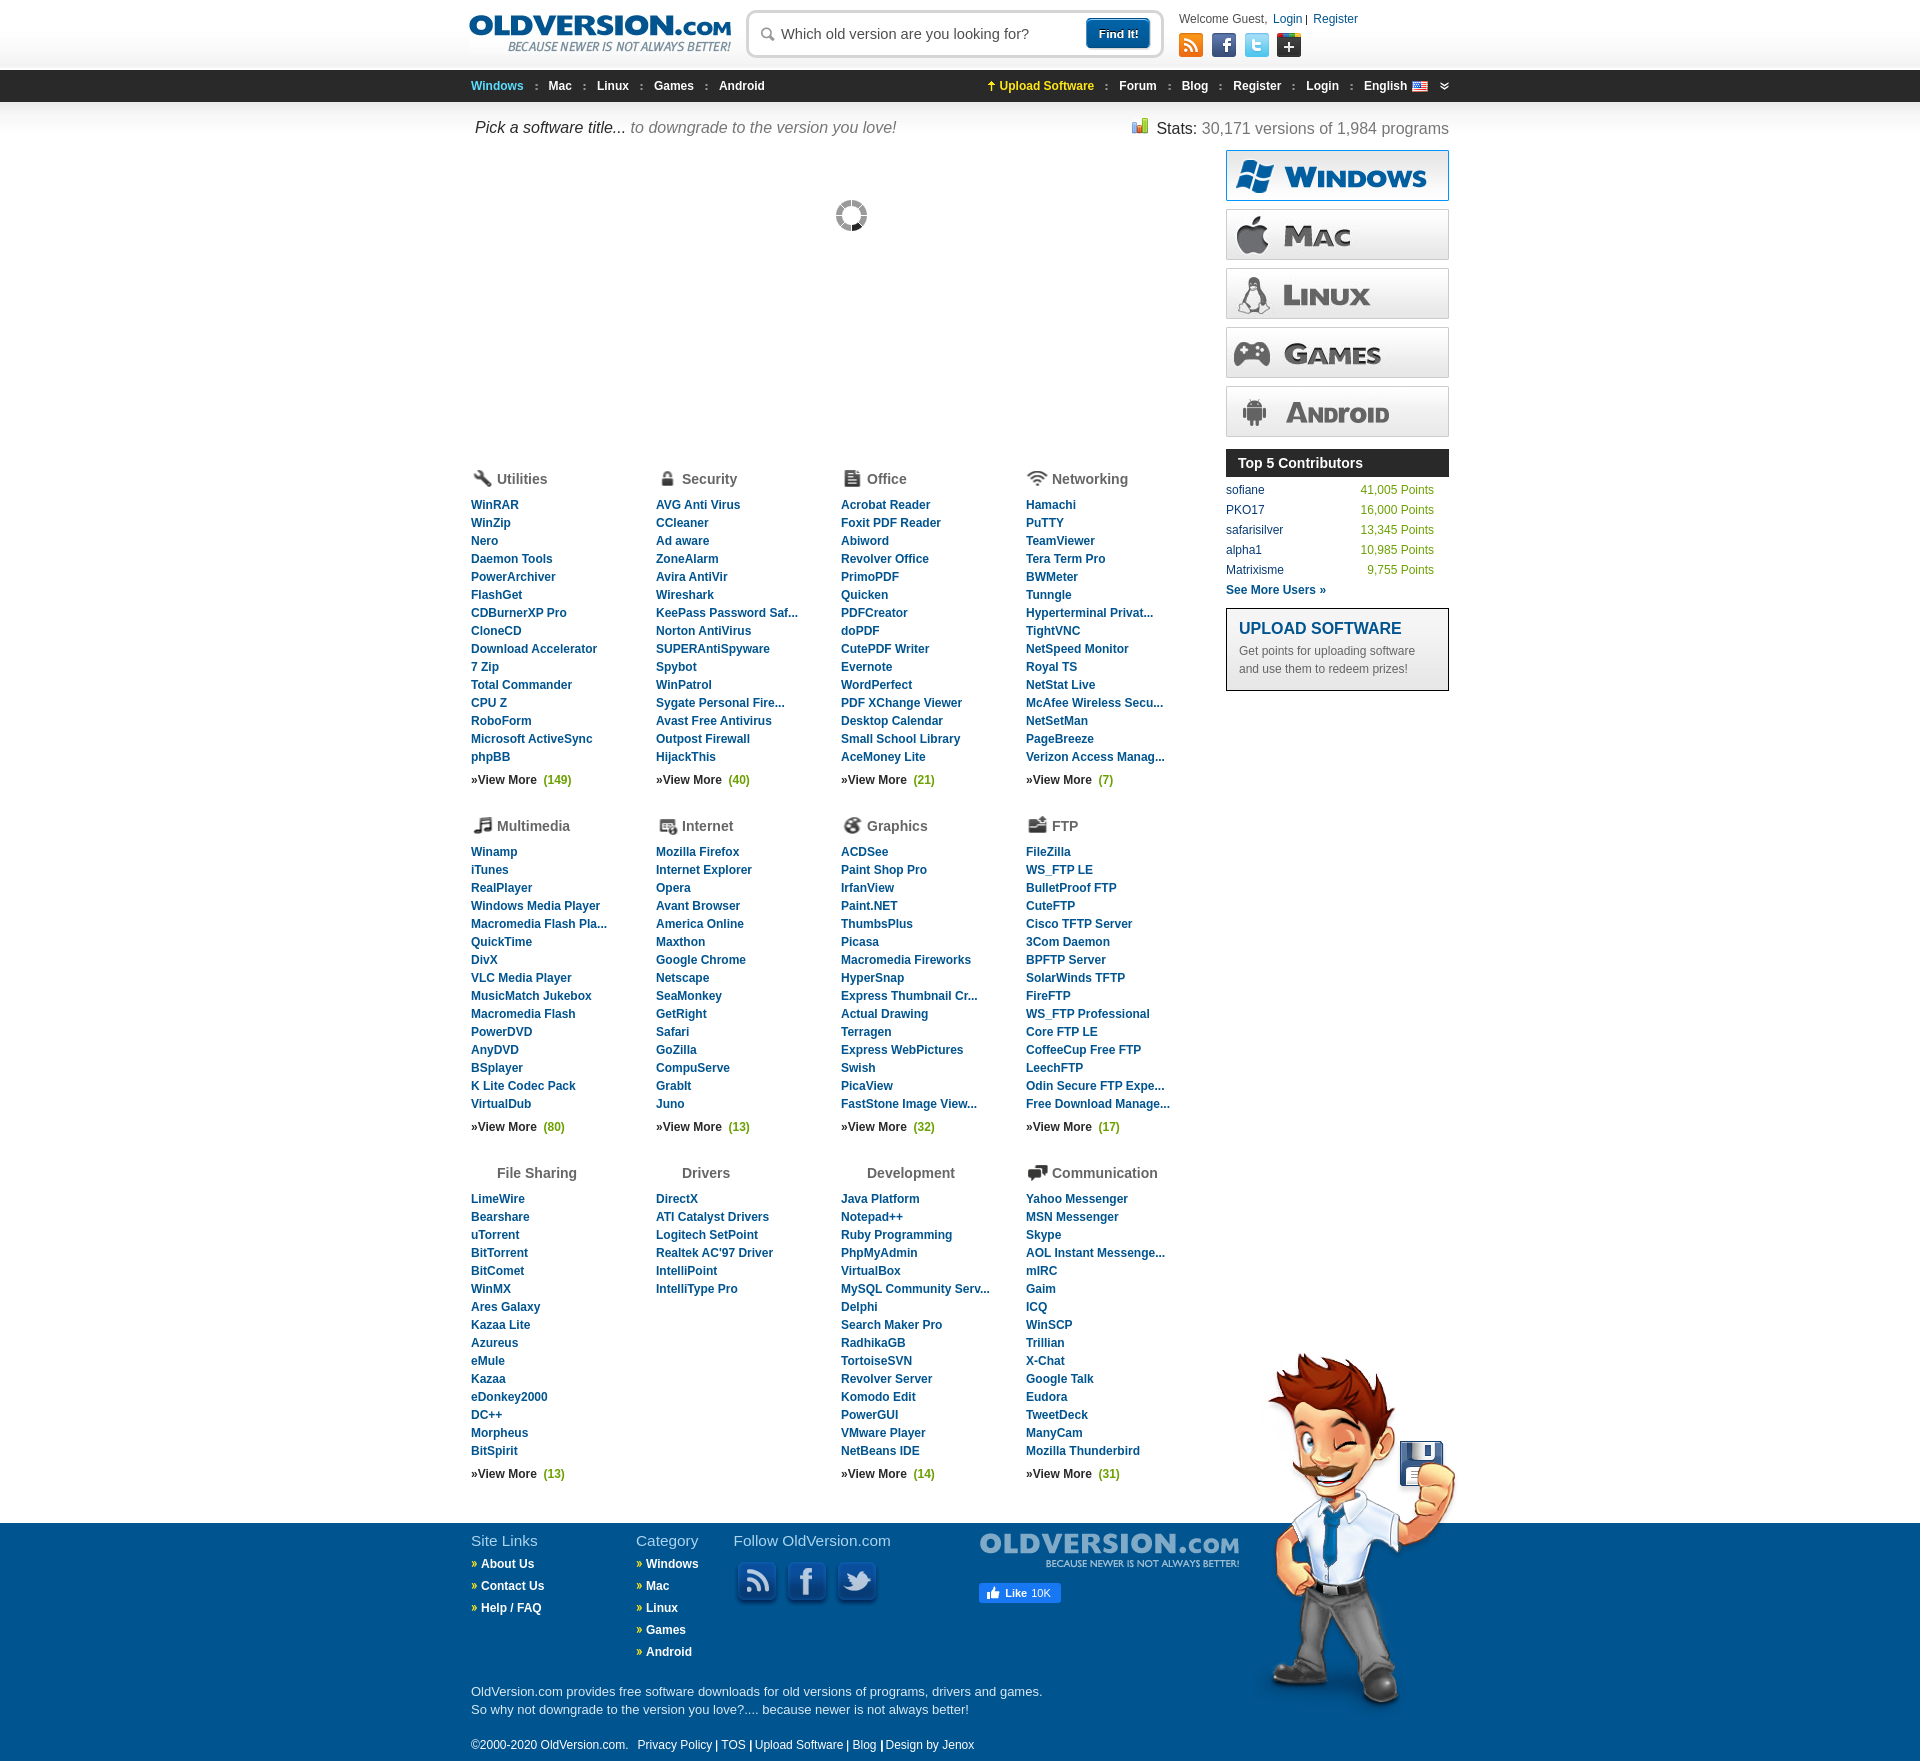 OLDVERSION.COM
BECAUSE NEWER IS NOT ALWAYS BETTER!
Which old version are you looking for?
Find It!
Welcome Guest, Login | Register
Windows : Mac : Linux : Games : Android
Upload Software : Forum : Blog : Register : Login : English
Pick a software title... to downgrade to the version you love!
Stats: 30,171 versions of 1,984 programs
WINDOWS
MAC
LINUX
GAMES
ANDROID
Top 5 Contributors
sofiane 41,005 Points
PKO17 16,000 Points
safarisilver 13,345 Points
alpha1 10,985 Points
Matrixisme 9,755 Points
See More Users »
UPLOAD SOFTWARE
Get points for uploading software
and use them to redeem prizes!
Utilities
WinRAR
WinZip
Nero
Daemon Tools
PowerArchiver
FlashGet
CDBurnerXP Pro
CloneCD
Download Accelerator
7 Zip
Total Commander
CPU Z
RoboForm
Microsoft ActiveSync
phpBB
»View More (149)
Security
AVG Anti Virus
CCleaner
Ad aware
ZoneAlarm
Avira AntiVir
Wireshark
KeePass Password Saf...
Norton AntiVirus
SUPERAntiSpyware
Spybot
WinPatrol
Sygate Personal Fire...
Avast Free Antivirus
Outpost Firewall
HijackThis
»View More (40)
Office
Acrobat Reader
Foxit PDF Reader
Abiword
Revolver Office
PrimoPDF
Quicken
PDFCreator
doPDF
CutePDF Writer
Evernote
WordPerfect
PDF XChange Viewer
Desktop Calendar
Small School Library
AceMoney Lite
»View More (21)
Networking
Hamachi
PuTTY
TeamViewer
Tera Term Pro
BWMeter
Tunngle
Hyperterminal Privat...
TightVNC
NetSpeed Monitor
Royal TS
NetStat Live
McAfee Wireless Secu...
NetSetMan
PageBreeze
Verizon Access Manag...
»View More (7)
Multimedia
Winamp
iTunes
RealPlayer
Windows Media Player
Macromedia Flash Pla...
QuickTime
DivX
VLC Media Player
MusicMatch Jukebox
Macromedia Flash
PowerDVD
AnyDVD
BSplayer
K Lite Codec Pack
VirtualDub
»View More (80)
Internet
Mozilla Firefox
Internet Explorer
Opera
Avant Browser
America Online
Maxthon
Google Chrome
Netscape
SeaMonkey
GetRight
Safari
GoZilla
CompuServe
GrabIt
Juno
»View More (13)
Graphics
ACDSee
Paint Shop Pro
IrfanView
Paint.NET
ThumbsPlus
Picasa
Macromedia Fireworks
HyperSnap
Express Thumbnail Cr...
Actual Drawing
Terragen
Express WebPictures
Swish
PicaView
FastStone Image View...
»View More (32)
FTP
FileZilla
WS_FTP LE
BulletProof FTP
CuteFTP
Cisco TFTP Server
3Com Daemon
BPFTP Server
SolarWinds TFTP
FireFTP
WS_FTP Professional
Core FTP LE
CoffeeCup Free FTP
LeechFTP
Odin Secure FTP Expe...
Free Download Manage...
»View More (17)
File Sharing
LimeWire
Bearshare
uTorrent
BitTorrent
BitComet
WinMX
Ares Galaxy
Kazaa Lite
Azureus
eMule
Kazaa
eDonkey2000
DC++
Morpheus
BitSpirit
»View More (13)
Drivers
DirectX
ATI Catalyst Drivers
Logitech SetPoint
Realtek AC'97 Driver
IntelliPoint
IntelliType Pro
Development
Java Platform
Notepad++
Ruby Programming
PhpMyAdmin
VirtualBox
MySQL Community Serv...
Delphi
Search Maker Pro
RadhikaGB
TortoiseSVN
Revolver Server
Komodo Edit
PowerGUI
VMware Player
NetBeans IDE
»View More (14)
Communication
Yahoo Messenger
MSN Messenger
Skype
AOL Instant Messenge...
mIRC
Gaim
ICQ
WinSCP
Trillian
X-Chat
Google Talk
Eudora
TweetDeck
ManyCam
Mozilla Thunderbird
»View More (31)
Site Links
» About Us
» Contact Us
» Help / FAQ
Category
» Windows
» Mac
» Linux
» Games
» Android
Follow OldVersion.com
OLDVERSION.COM
BECAUSE NEWER IS NOT ALWAYS BETTER!
Like 10K
OldVersion.com provides free software downloads for old versions of programs, drivers and games.
So why not downgrade to the version you love?.... because newer is not always better!
©2000-2020 OldVersion.com. Privacy Policy | TOS | Upload Software | Blog | Design by Jenox